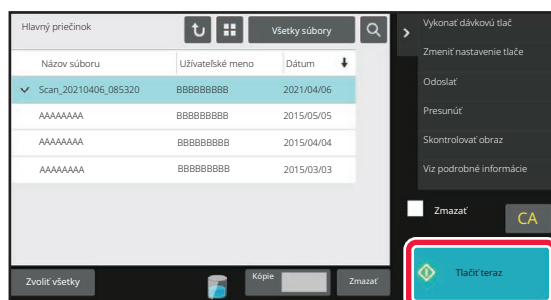 Hlavný priečinok
Všetky súbory
Názov súboru Užívateľské meno Dátum
Scan_20210406_085320 BBBBBBBBB 2021/04/06
AAAAAAAA BBBBBBBBB 2015/05/05
AAAAAAAA BBBBBBBBB 2015/04/04
AAAAAAAA BBBBBBBBB 2015/03/03
Zvoliť všetky
Kópie
Zmazať
Vykonať dávkovú tlač
Zmeniť nastavenie tlače
Odoslať
Presunúť
Skontrolovať obraz
Viz podrobné informácie
Zmazať
CA
Tlačiť teraz